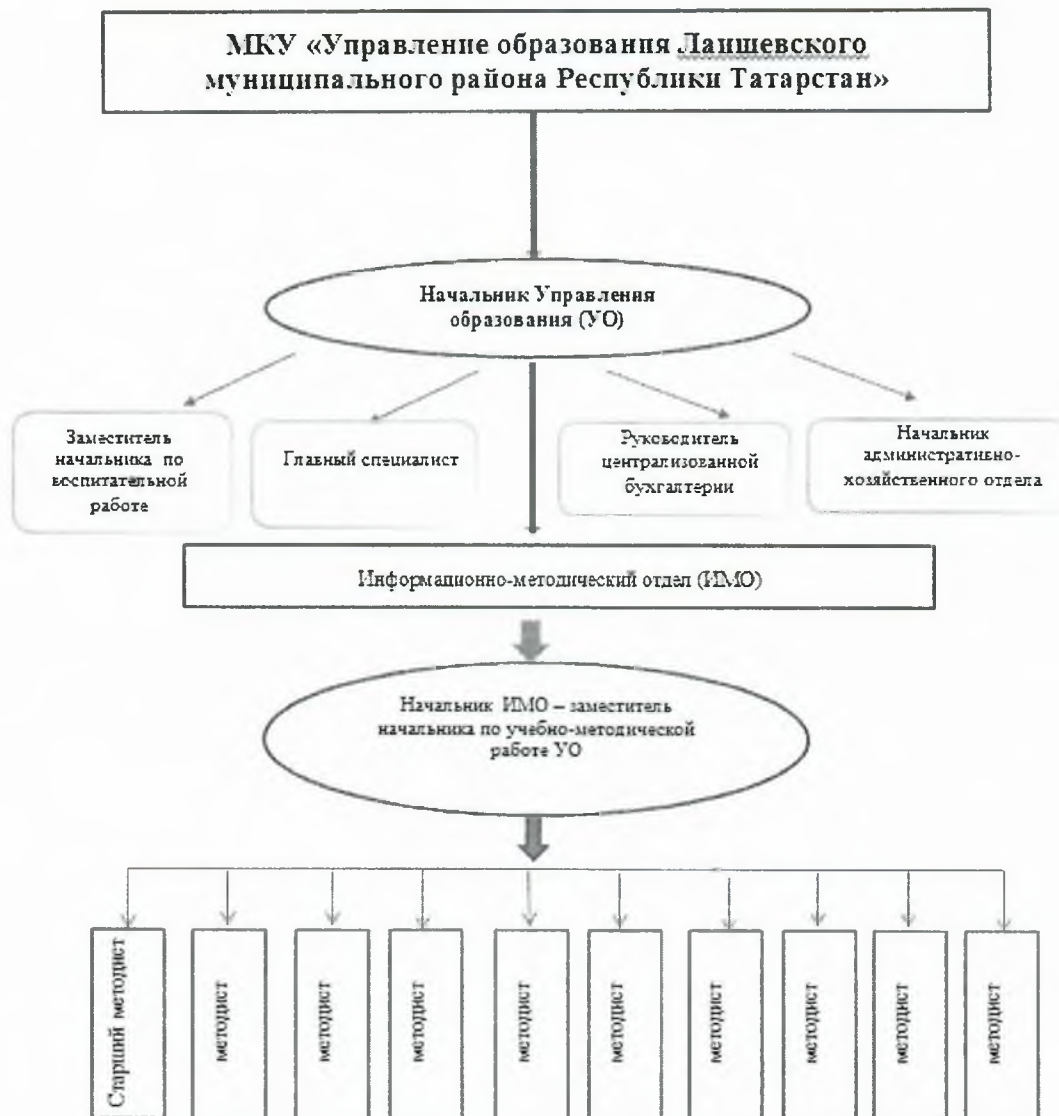 МКУ «Управление образования Лаишевского
муниципального района Республики Татарстан»
Начальник Управления
образования (УО)
Заместитель
начальника по
воспитательной
работе
Главный специалист
Руководитель
централизованной
бухгалтерии
Начальник
административно-
хозяйственного отдела
Информационно-методический отдел (ИМО)
Начальник ИМО – заместитель
начальника по учебно-методической
работе УО
Старший методист
методист
методист
методист
методист
методист
методист
методист
методист
методист